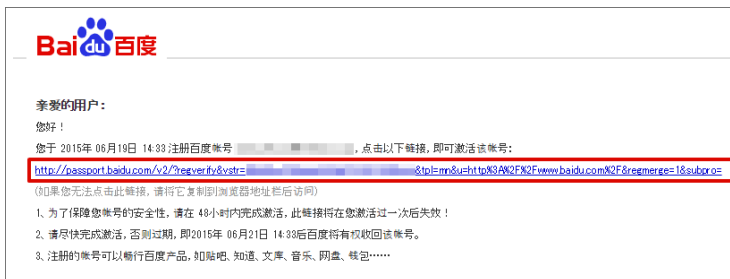 Bai du 百度
亲爱的用户：
您好！
您于 2015年 06月19日 14:33 注册百度帐号 ，点击以下链接，即可激活该帐号：
http://passport.baidu.com/v2/?regverify&vstr= &tpl=mn&u=http%3A%2F%2Fwww.baidu.com%2F&regmerge=1&subpro=
(如果您无法点击此链接，请将它复制到浏览器地址栏后访问)
1、为了保障您帐号的安全性，请在 48小时内完成激活，此链接将在您激活过一次后失效！
2、请尽快完成激活，否则过期，即2015年 06月21日 14:33后百度将有权收回该帐号。
3、注册的帐号可以畅行百度产品，如贴吧、知道、文库、音乐、网盘、钱包……